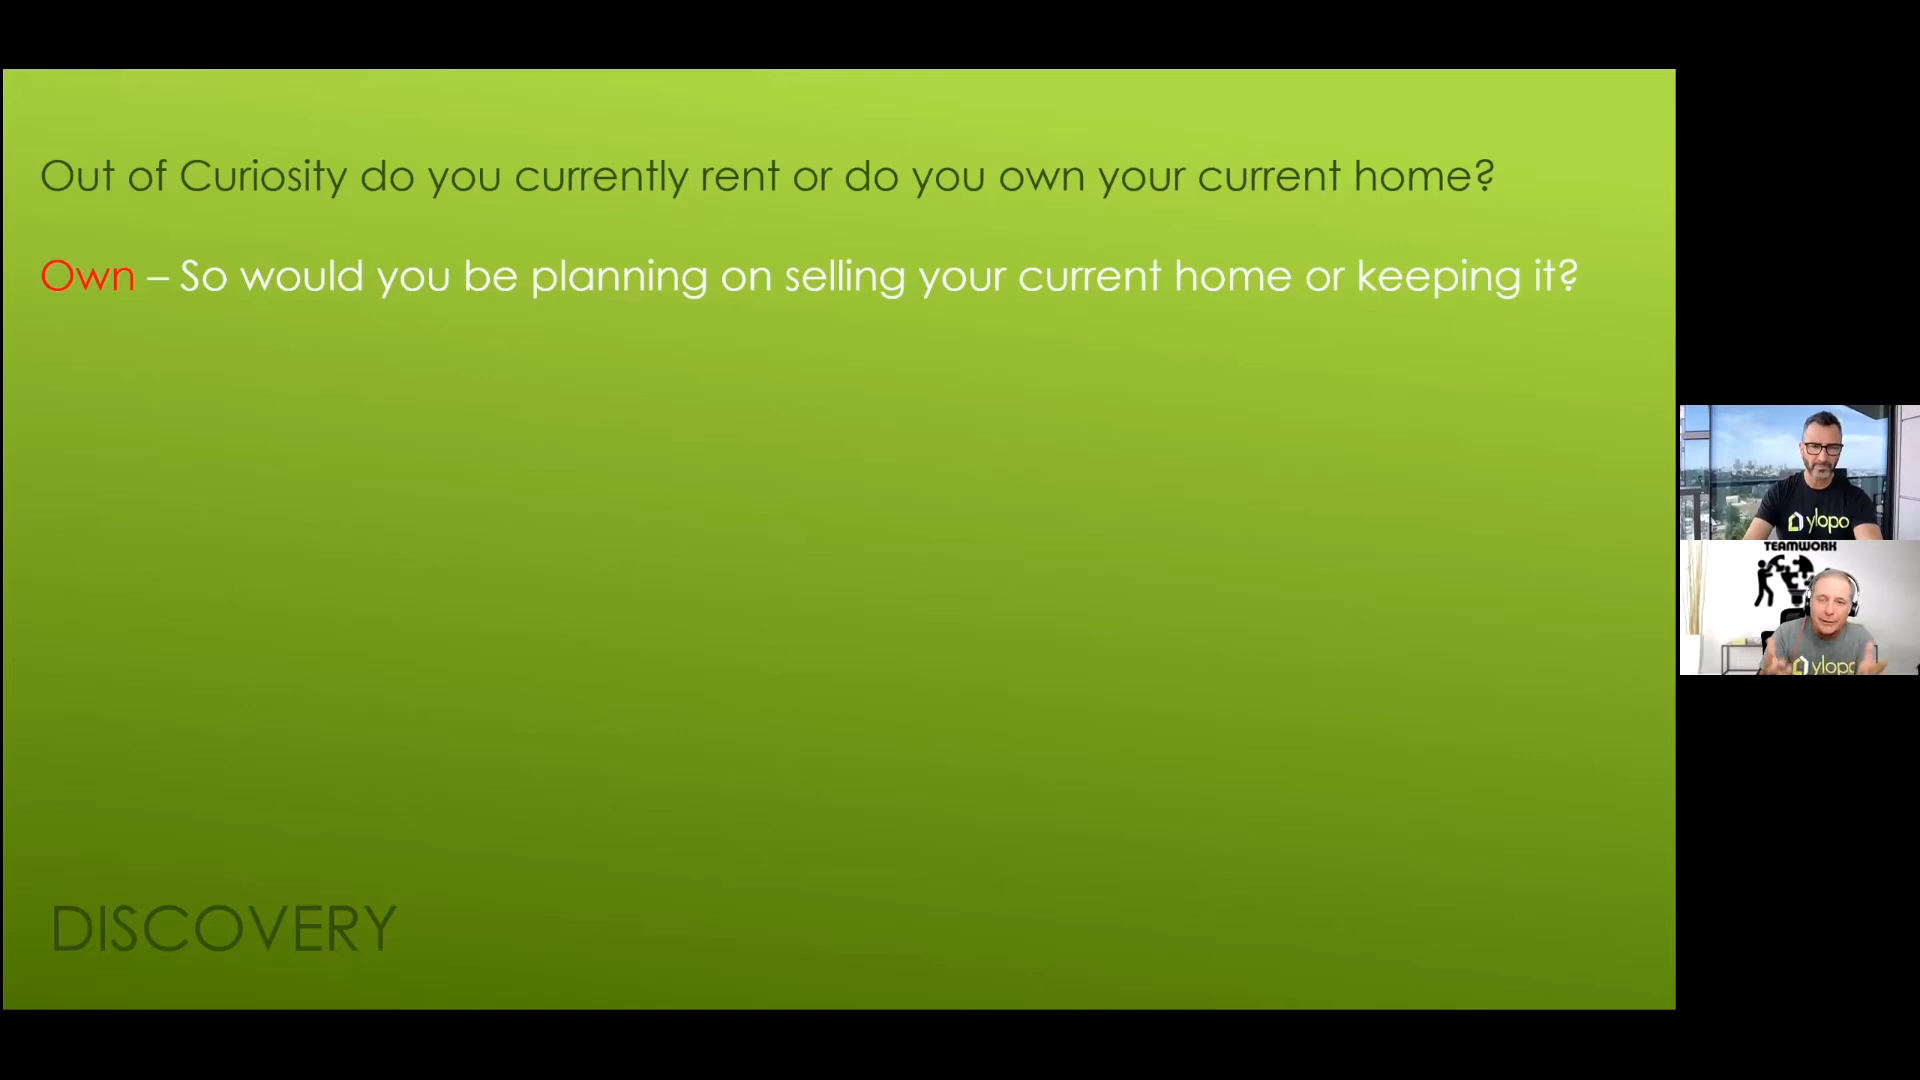 Out of Curiosity do you currently rent or do you own your current home?
Own – So would you be planning on selling your current home or keeping it?
ylopo
TEAMWORK
ylopo
DISCOVERY